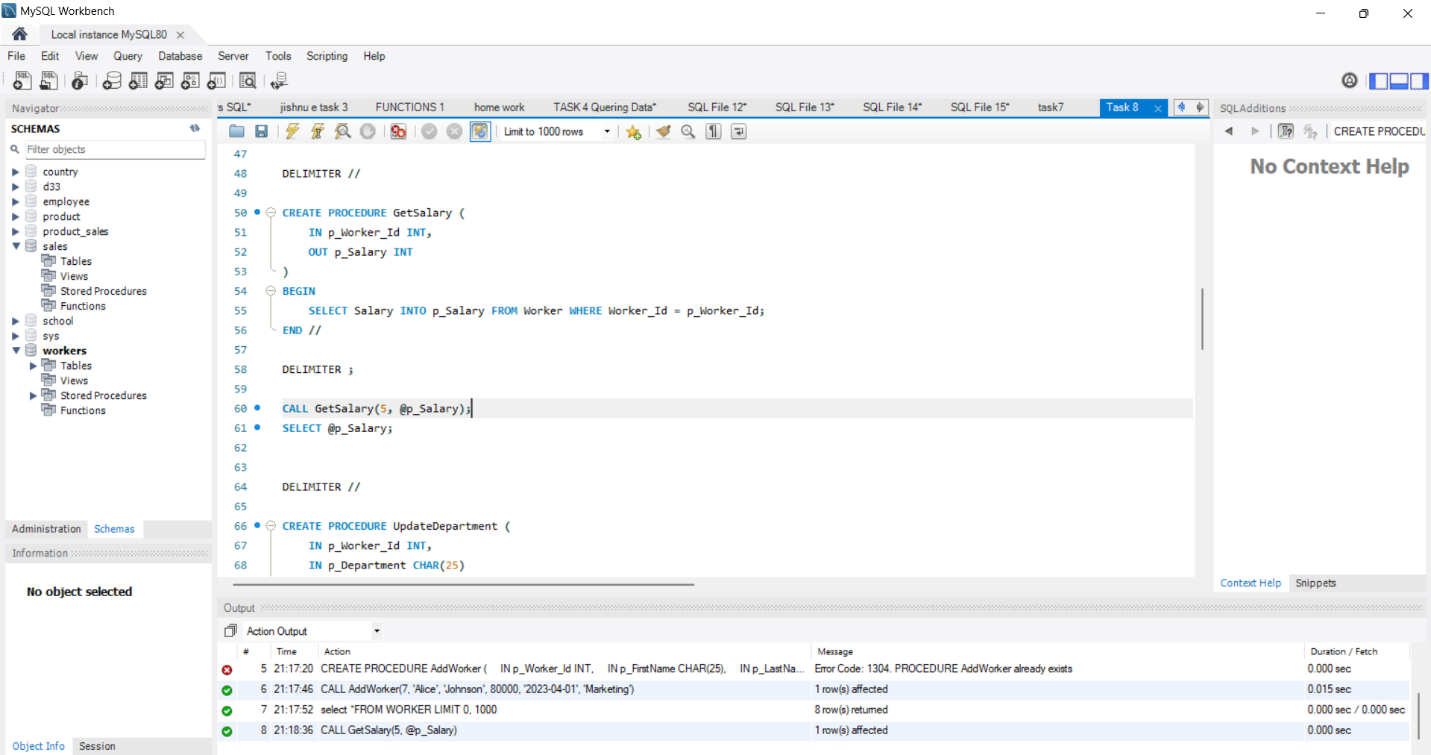 MySQL Workbench
Local instance MySQL80
File Edit View Query Database Server Tools Scripting Help
Navigator
SCHEMAS
Filter objects
country
d33
employee
product
product_sales
sales
Tables
Views
Stored Procedures
Functions
school
sys
workers
Tables
Views
Stored Procedures
Functions
Administration Schemas
Information
No object selected
Object Info Session
s SQL* jishnu e task 3 FUNCTIONS 1 home work TASK 4 Quering Data* SQL File 12* SQL File 13* SQL File 14* SQL File 15* task7 Task 8
Limit to 1000 rows
47
48 DELIMITER //
49
50 CREATE PROCEDURE GetSalary (
51 IN p_Worker_Id INT,
52 OUT p_Salary INT
53 )
54 BEGIN
55 SELECT Salary INTO p_Salary FROM Worker WHERE Worker_Id = p_Worker_Id;
56 END //
57
58 DELIMITER ;
59
60 CALL GetSalary(5, @p_Salary);
61 SELECT @p_Salary;
62
63
64 DELIMITER //
65
66 CREATE PROCEDURE UpdateDepartment (
67 IN p_Worker_Id INT,
68 IN p_Department CHAR(25)
SQLAdditions
CREATE PROCEDU
No Context Help
Context Help Snippets
Output
Action Output
# Time Action Message Duration / Fetch
5 21:17:20 CREATE PROCEDURE AddWorker ( IN p_Worker_Id INT, IN p_FirstName CHAR(25), IN p_LastNa... Error Code: 1304. PROCEDURE AddWorker already exists 0.000 sec
6 21:17:46 CALL AddWorker(7, 'Alice', 'Johnson', 80000, '2023-04-01', 'Marketing') 1 row(s) affected 0.015 sec
7 21:17:52 select *FROM WORKER LIMIT 0, 1000 8 row(s) returned 0.000 sec / 0.000 sec
8 21:18:36 CALL GetSalary(5, @p_Salary) 1 row(s) affected 0.000 sec